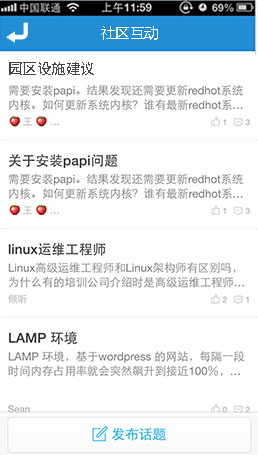 中国联通 上午11:59 69%
社区互动
园区设施建议
需要安装papi。结果发现还需要更新redhot系统
内核。如何更新系统内核？谁有最新redhot系...
王 ... 1 3
关于安装papi问题
需要安装papi。结果发现还需要更新redhot系统
内核。如何更新系统内核？谁有最新redhot系...
王 ... 1 3
linux运维工程师
Linux高级运维工程师和Linux架构师有区别吗，
为什么有的培训公司介绍时是高级运维工程师...
倾听 2 1
LAMP 环境
LAMP 环境，基于wordpress 的网站，每隔一段
时间内存占用率就会突然飙升到接近100%，...
Sean 0 2
发布话题